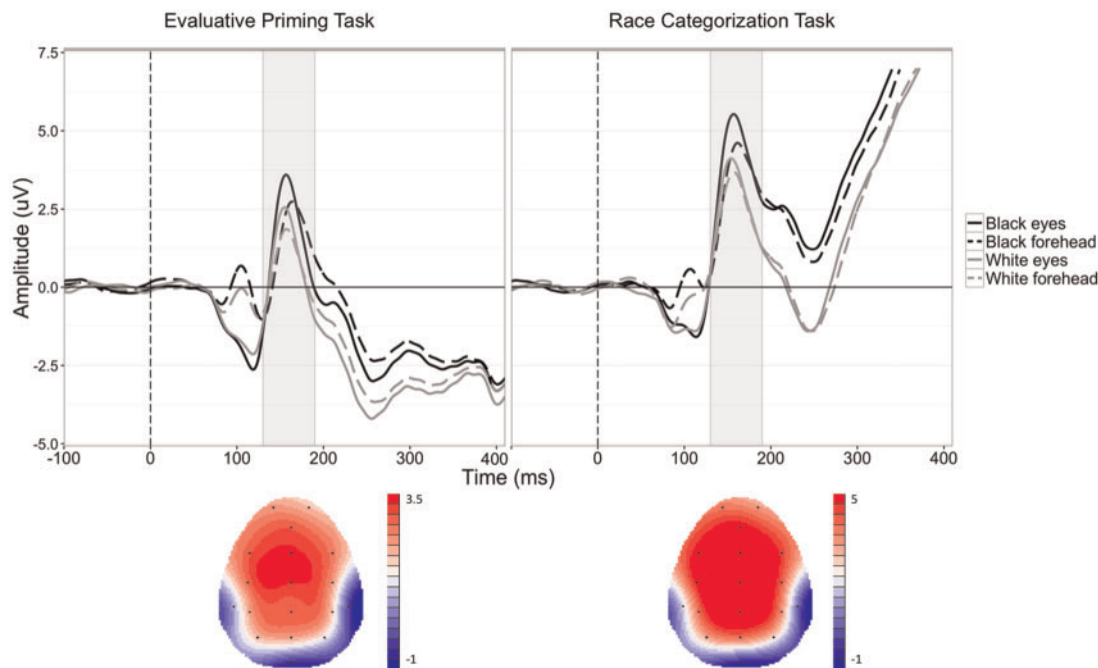 Evaluative Priming Task
Race Categorization Task
Amplitude (uV)
7.5
5.0
2.5
0.0
-2.5
-5.0
-100
0
100
200
300
400
0
100
200
300
400
Time (ms)
Black eyes
Black forehead
White eyes
White forehead
3.5
-1
5
-1